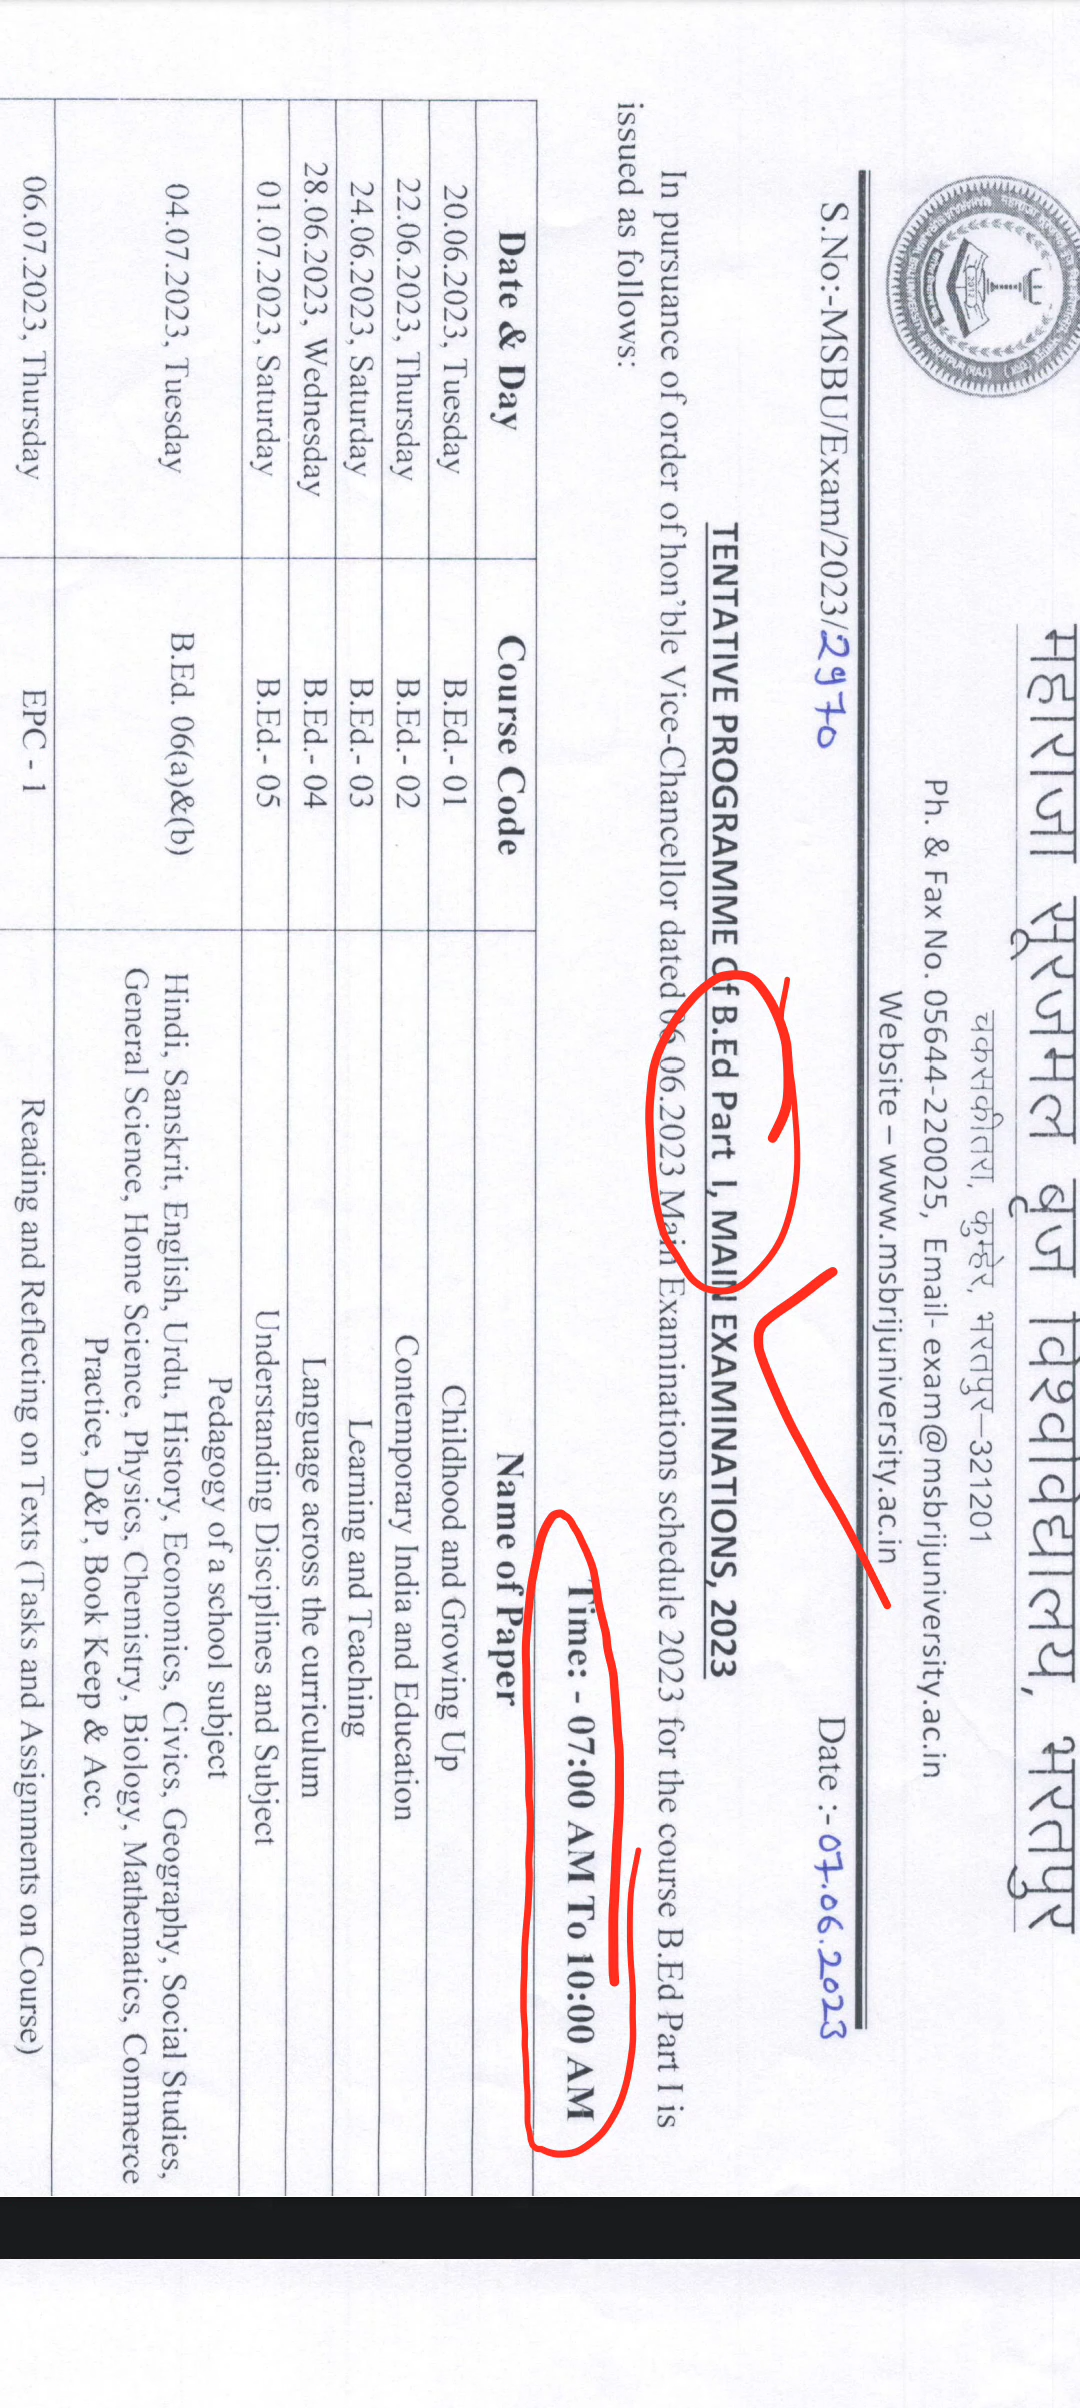 महाराजा सूरजमल बृज विश्वविद्यालय, भरतपुर
चकसकीतरा, कुम्हेर, भरतपुर–321201
Ph. & Fax No. 05644-220025, Email- exam@msbrijuniversity.ac.in
Website – www.msbrijuniversity.ac.in
2012
S.No:-MSBU/Exam/2023/2970 Date :- 07.06.2023
TENTATIVE PROGRAMME Of B.Ed Part I, MAIN EXAMINATIONS, 2023
In pursuance of order of hon'ble Vice-Chancellor dated 06.06.2023 Main Examinations schedule 2023 for the course B.Ed Part I is
issued as follows:
Time: - 07:00 AM To 10:00 AM
Date & Day Course Code Name of Paper
20.06.2023, Tuesday B.Ed.- 01 Childhood and Growing Up
22.06.2023, Thursday B.Ed.- 02 Contemporary India and Education
24.06.2023, Saturday B.Ed.- 03 Learning and Teaching
28.06.2023, Wednesday B.Ed.- 04 Language across the curriculum
01.07.2023, Saturday B.Ed.- 05 Understanding Disciplines and Subject
Pedagogy of a school subject
04.07.2023, Tuesday B.Ed. 06(a)&(b) Hindi, Sanskrit, English, Urdu, History, Economics, Civics, Geography, Social Studies,
General Science, Home Science, Physics, Chemistry, Biology, Mathematics, Commerce
Practice, D&P, Book Keep & Acc.
06.07.2023, Thursday EPC - 1 Reading and Reflecting on Texts (Tasks and Assignments on Course)